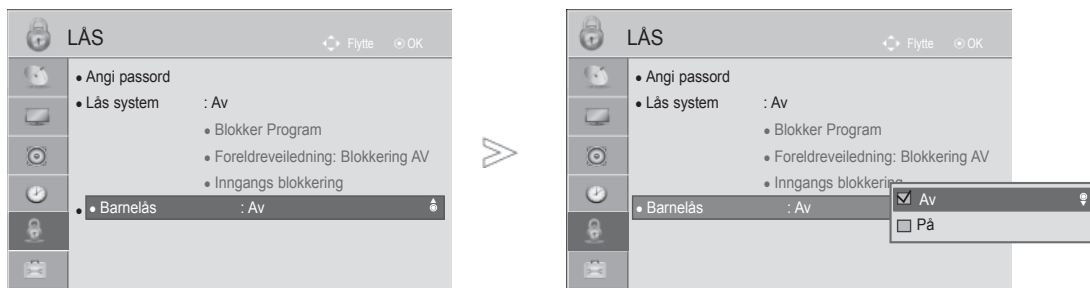 LÅS
Flytte OK
• Angi passord
• Lås system : Av
• Blokker Program
• Foreldreveiledning: Blokkering AV
• Inngangs blokkering
• • Barnelås : Av
LÅS
Flytte OK
• Angi passord
• Lås system : Av
• Blokker Program
• Foreldreveiledning: Blokkering AV
• Inngangs blokkering
• Barnelås : Av
Av
På